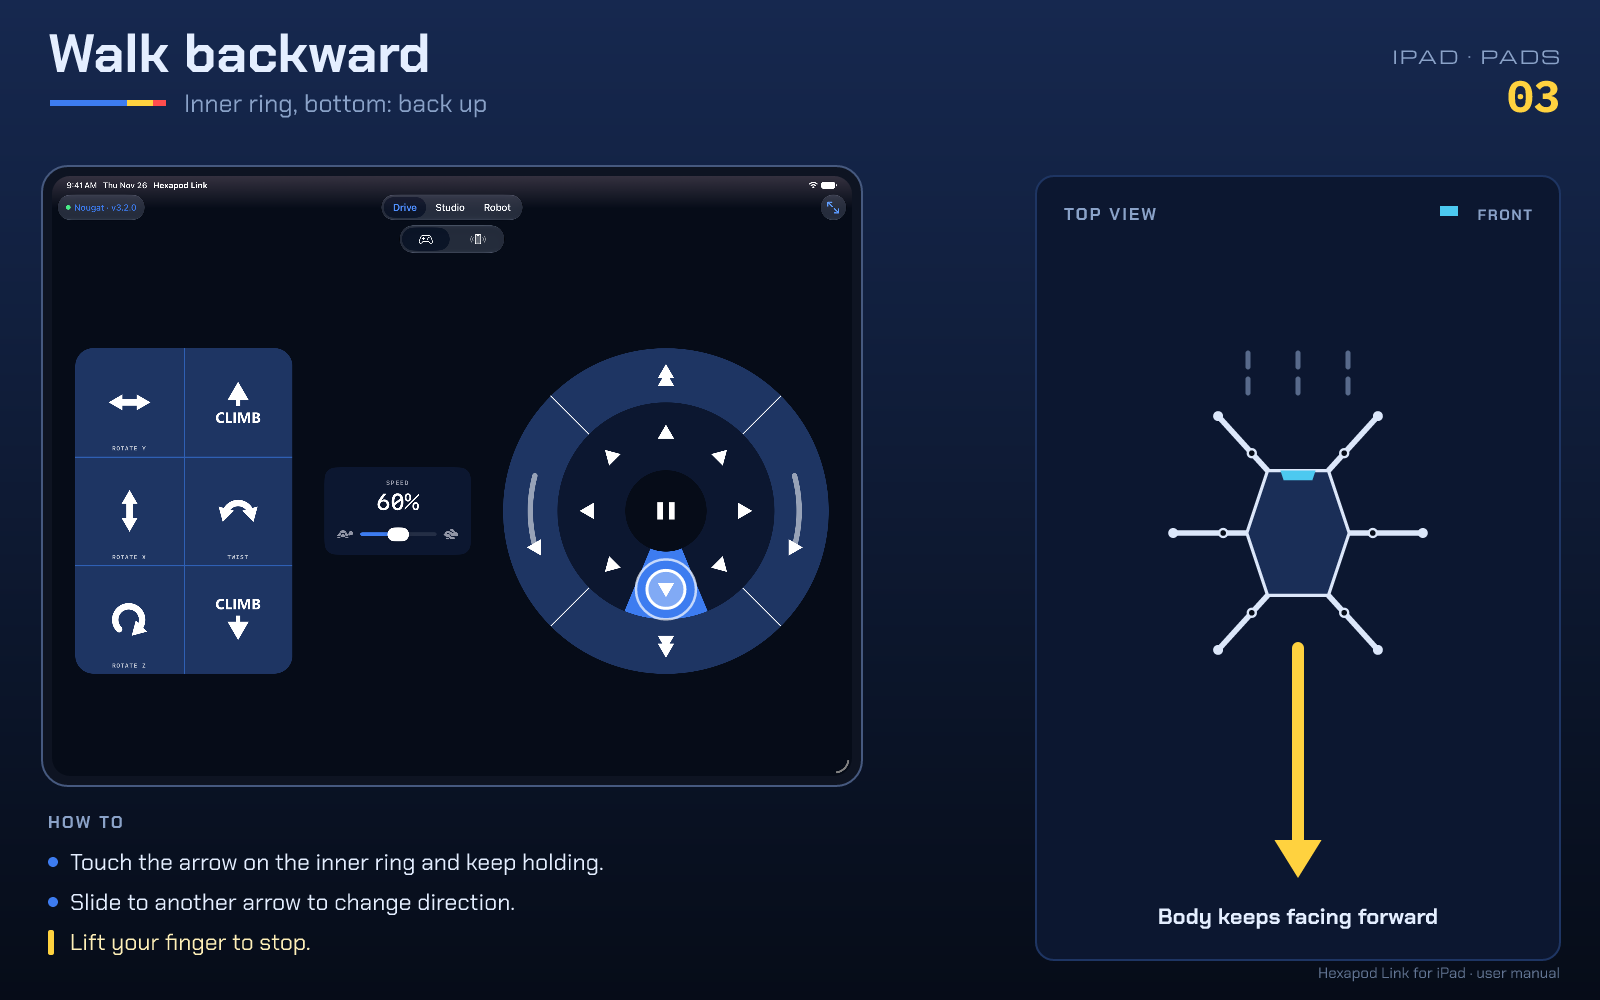 Walk backward
Inner ring, bottom: back up
IPAD · PADS
03
9:41 AM Thu Nov 26 Hexapod Link
Nougat · v3.2.0
Drive Studio Robot
ROTATE Y
CLIMB
ROTATE X
TWIST
ROTATE Z
CLIMB
SPEED
60%
TOP VIEW
FRONT
Body keeps facing forward
HOW TO
Touch the arrow on the inner ring and keep holding.
Slide to another arrow to change direction.
Lift your finger to stop.
Hexapod Link for iPad · user manual